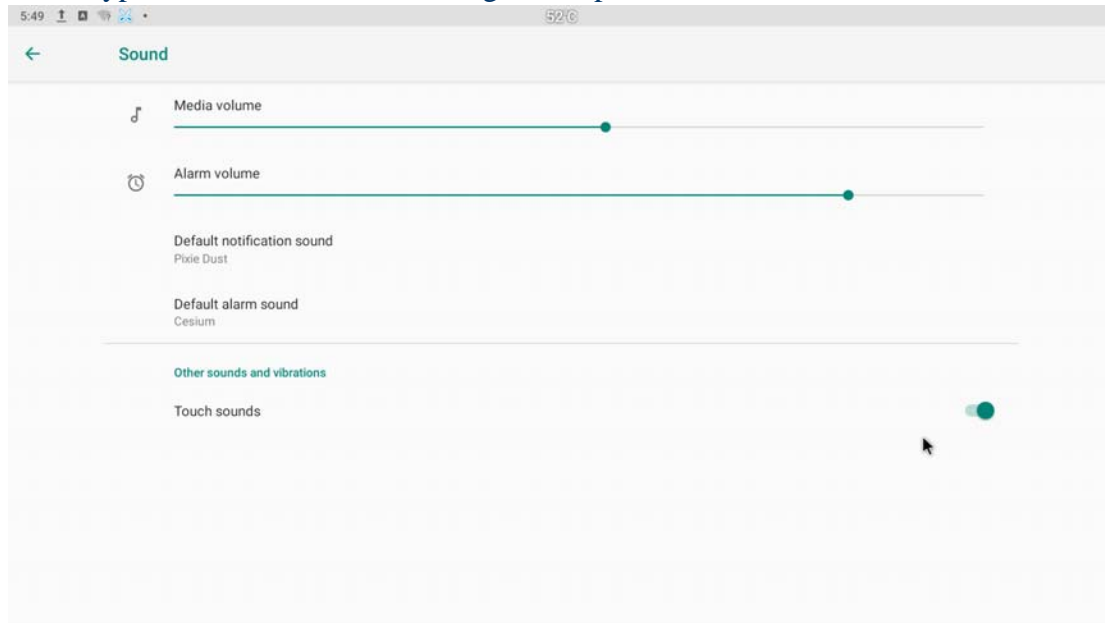 5:49
52°C
Sound
Media volume
Alarm volume
Default notification sound
Pixie Dust
Default alarm sound
Cesium
Other sounds and vibrations
Touch sounds